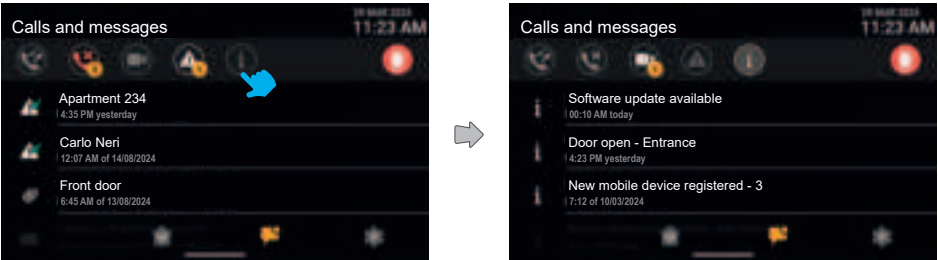 Calls and messages
11:23 AM
Apartment 234
4:35 PM yesterday
Carlo Neri
12:07 AM of 14/08/2024
Front door
6:45 AM of 13/08/2024
Calls and messages
11:23 AM
Software update available
00:10 AM today
Door open - Entrance
4:23 PM yesterday
New mobile device registered - 3
7:12 of 10/03/2024